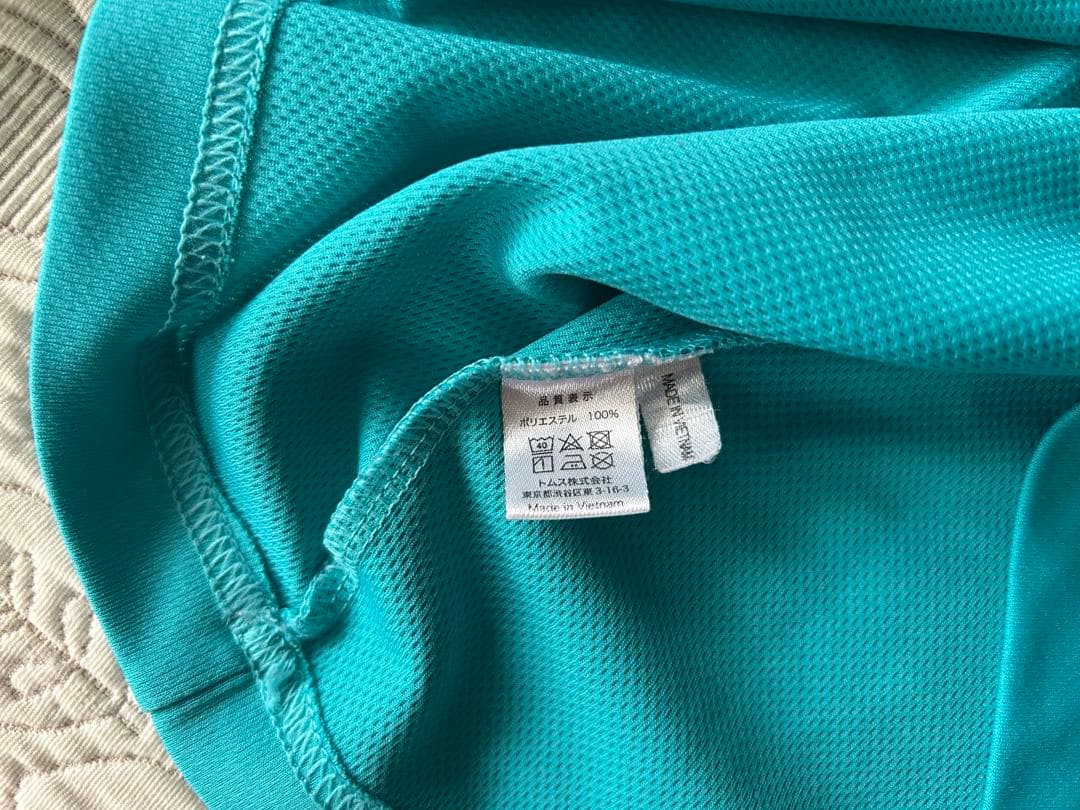 品質表示
ポリエステル 100%
40
トムス株式会社
東京都渋谷区東3-16-3
Made in Vietnam
MADE IN VIETNAM